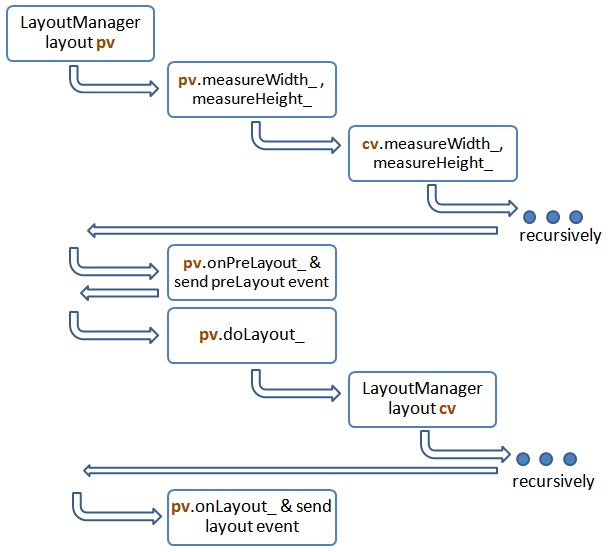 LayoutManager
layout pv
pv.measureWidth_ ,
measureHeight_
cv.measureWidth_,
measureHeight_
recursively
pv.onPreLayout_ &
send preLayout event
pv.doLayout_
LayoutManager
layout cv
recursively
pv.onLayout_ & send
layout event